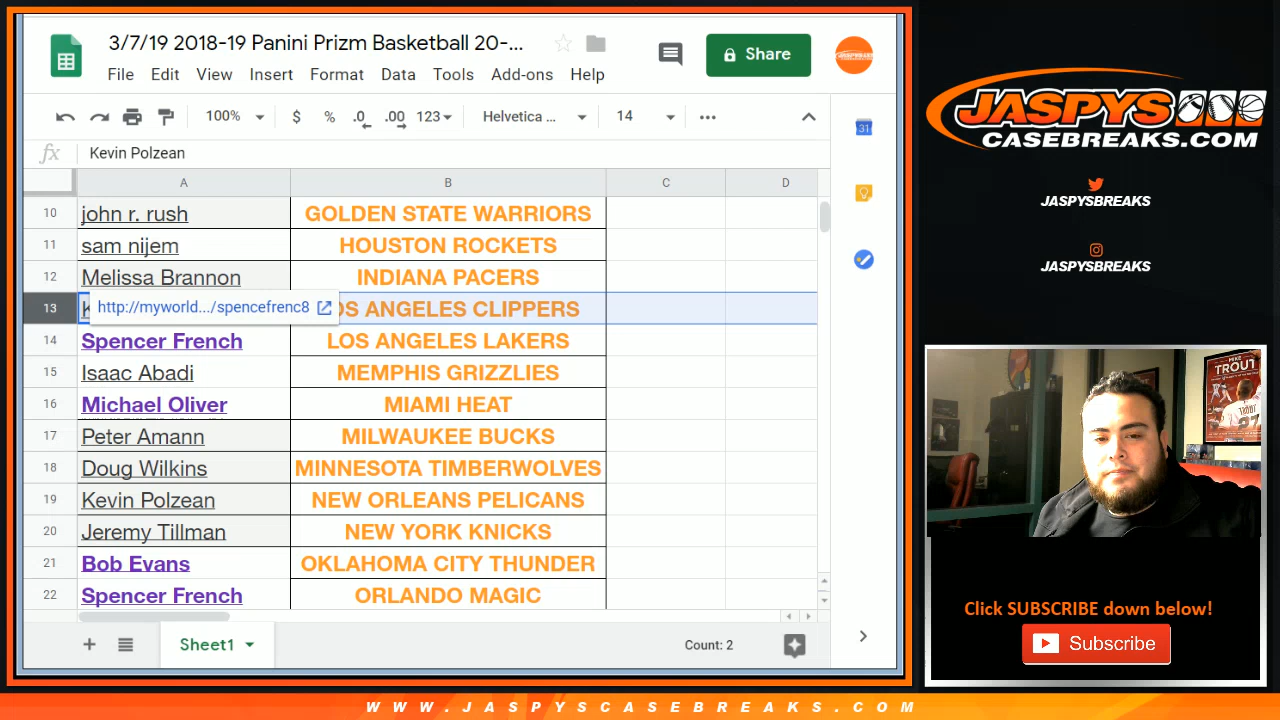 3/7/19 2018-19 Panini Prizm Basketball 20-...
File Edit View Insert Format Data Tools Add-ons Help
Share
100% $ % .0 .00 123 Helvetica ... 14
fx Kevin Polzean
A B C D
10 john r. rush GOLDEN STATE WARRIORS
11 sam nijem HOUSTON ROCKETS
12 Melissa Brannon INDIANA PACERS
13 K http://myworld.../spencefrenc8 OS ANGELES CLIPPERS
14 Spencer French LOS ANGELES LAKERS
15 Isaac Abadi MEMPHIS GRIZZLIES
16 Michael Oliver MIAMI HEAT
17 Peter Amann MILWAUKEE BUCKS
18 Doug Wilkins MINNESOTA TIMBERWOLVES
19 Kevin Polzean NEW ORLEANS PELICANS
20 Jeremy Tillman NEW YORK KNICKS
21 Bob Evans OKLAHOMA CITY THUNDER
22 Spencer French ORLANDO MAGIC
Sheet1 Count: 2
31
JASPYS
CASEBREAKS.COM
JASPYSBREAKS
JASPYSBREAKS
MIKE
TROUT
27
Click SUBSCRIBE down below!
Subscribe
WWW.JASPYSCASEBREAKS.COM